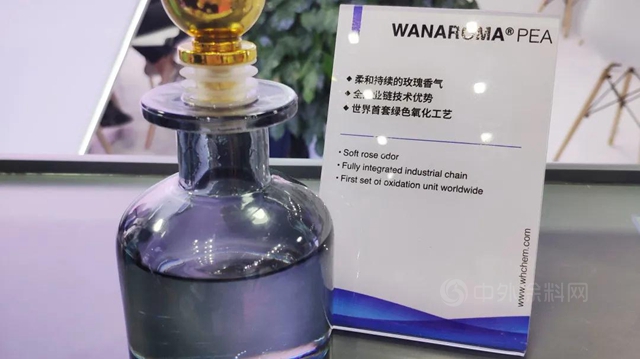 WANAROMA® PEA
◆ 柔和持续的玫瑰香气
◆ 全产业链技术优势
◆ 世界首套绿色氧化工艺
• Soft rose odor
• Fully integrated industrial chain
• First set of oxidation unit worldwide
www.whchem.com
中外涂料网